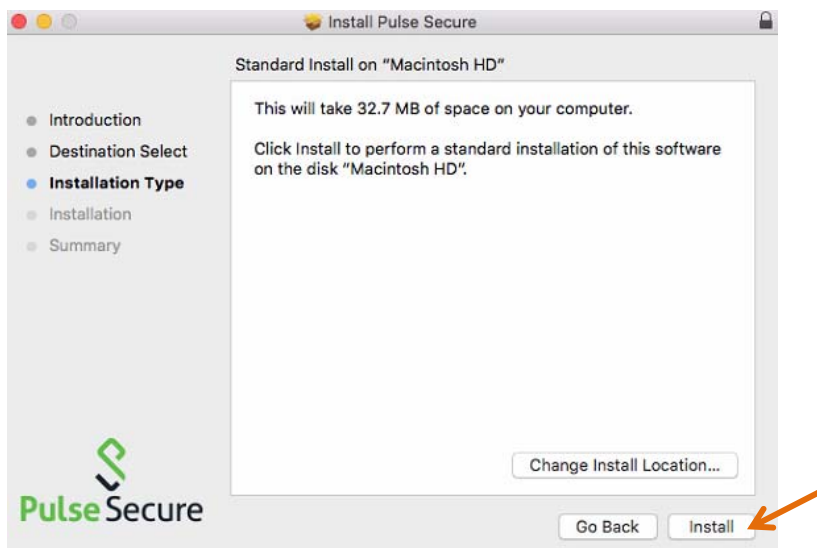 Install Pulse Secure
Standard Install on “Macintosh HD”
Introduction
Destination Select
Installation Type
Installation
Summary
This will take 32.7 MB of space on your computer.
Click Install to perform a standard installation of this software
on the disk “Macintosh HD”.
Change Install Location...
Pulse Secure
Go Back
Install